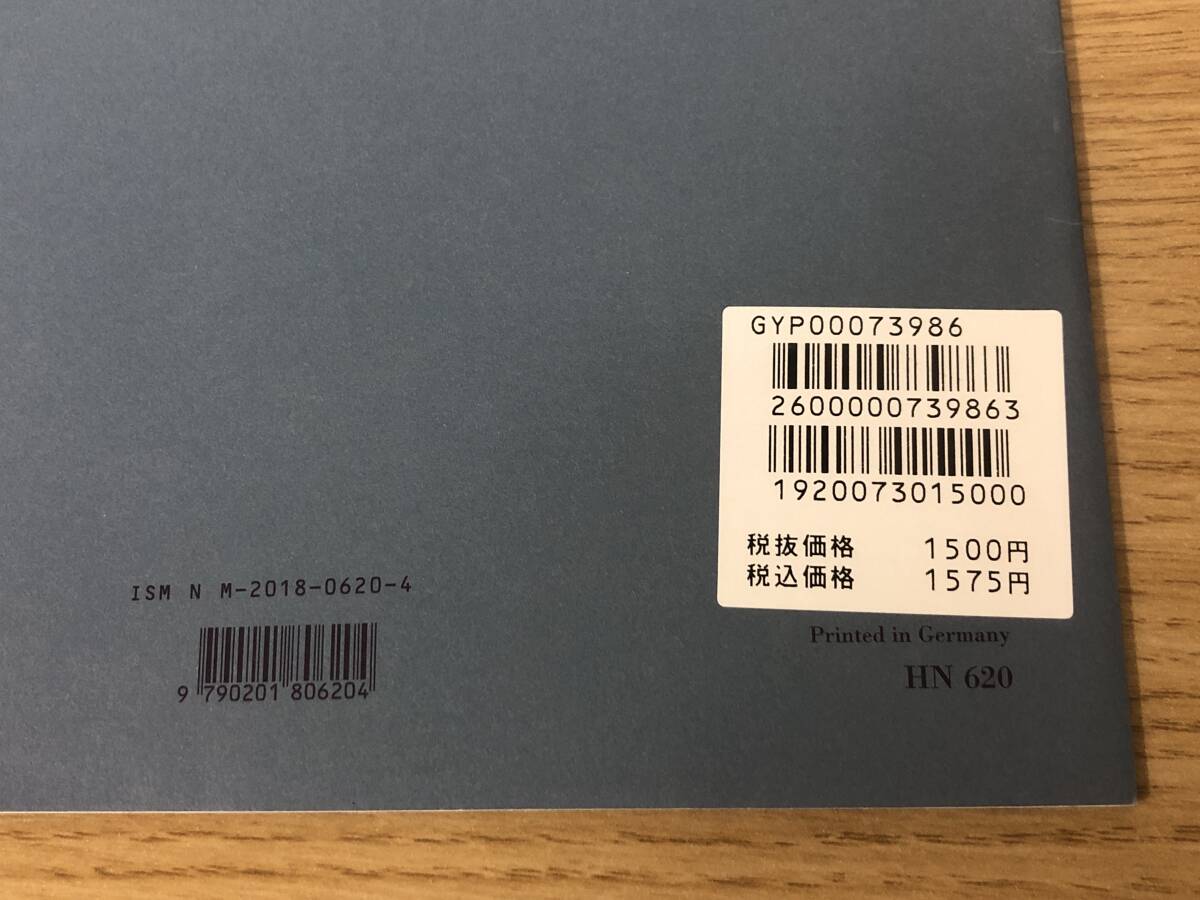 GYP00073986
2600000739863
1920073015000
税抜価格 1500円
税込価格 1575円
ISM N M-2018-0620-4
9 790201 806204
Printed in Germany
HN 620